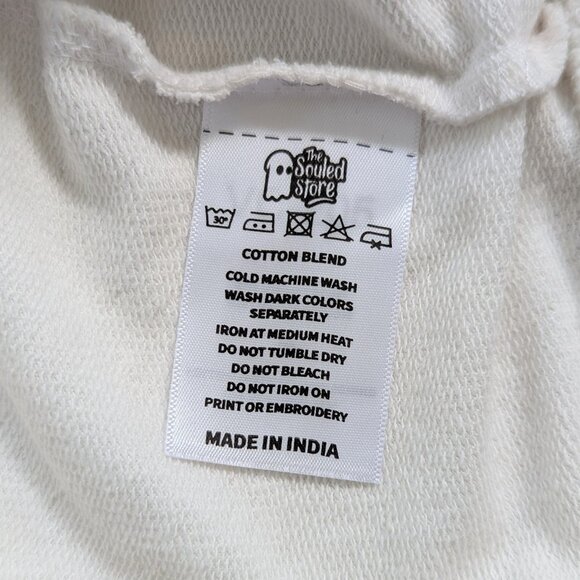 The
Souled
Store
30°
COTTON BLEND
COLD MACHINE WASH
WASH DARK COLORS
SEPARATELY
IRON AT MEDIUM HEAT
DO NOT TUMBLE DRY
DO NOT BLEACH
DO NOT IRON ON
PRINT OR EMBROIDERY
MADE IN INDIA